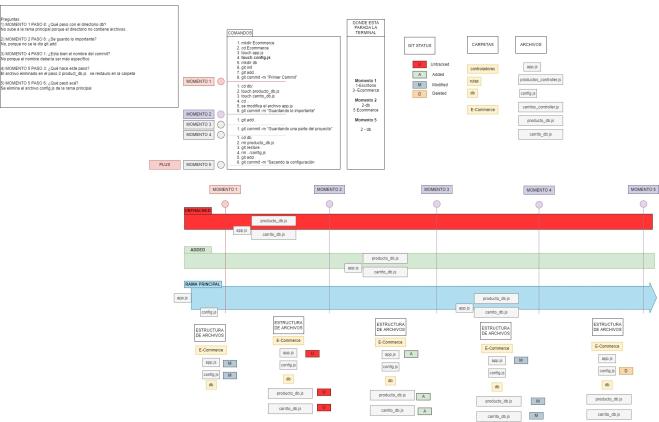 Preguntas:
1) MOMENTO 1 PASO 8: ¿Qué pasó con el directorio db?
No sube a la rama principal porque el directorio no contiene archivos.
2) MOMENTO 2 PASO 6: ¿Se guardo lo importante?
No, porque no se le dio git add
3) MOMENTO 4 PASO 1: ¿Esta bien el nombre del commit?
No porque el nombre debería ser más específico
4) MOMENTO 5 PASO 2: ¿Qué hace este paso?
El archivo eliminado en el paso 2 product_db.js se restauro en la carpeta
5) MOMENTO 5 PASO 6: ¿Qué pasó acá?
Se elimina el archivo config.js de la rama principal
COMANDOS
1. mkdir Ecommerce
2. cd Ecommerce
3. touch app.js
4. touch config.js
5. mkdir db
6. git init
7. git add .
8. git commit -m "Primer Commit"
1. cd db/
2. touch producto_db.js
3. touch carrito_db.js
4. cd ..
5. se modifica el archivo app.js
6. git commit -m "Guardando lo importante"
1. git add .
1. git commit -m "Guardando una parte del proyecto"
1. cd db
2. rm producto_db.js
3. git restore .
4. rm ../config.js
5. git add .
6. git commit -m "Sacando la configuración
MOMENTO 1
MOMENTO 2
MOMENTO 3
MOMENTO 4
PLUS
MOMENTO 5
DONDE ESTA
PARADA LA
TERMINAL
Momento 1
1-Escritorio
3- Ecommerce
Momento 2
2-db
5 Ecommerce
Momento 5
2 - db
GIT STATUS
U
Untracked
A
Added
M
Modified
D
Deleted
CARPETAS
controladores
rutas
db
E-Commerce
ARCHIVOS
app.js
productos_controller.js
config.js
carritos_controller.js
producto_db.js
carrito_db.js
MOMENTO 1
MOMENTO 2
MOMENTO 3
MOMENTO 4
MOMENTO 5
UNTRACKED
producto_db.js
app.js
carrito_db.js
ADDED
producto_db.js
app.js
carrito_db.js
RAMA PRINCIPAL
app.js
config.js
producto_db.js
app.js
carrito_db.js
ESTRUCTURA
DE ARCHIVOS
E-Commerce
app.js
M
config.js
M
db
ESTRUCTURA
DE ARCHIVOS
E-Commerce
app.js
U
config.js
db
producto_db.js
U
carrito_db.js
U
ESTRUCTURA
DE ARCHIVOS
E-Commerce
app.js
A
config.js
db
producto_db.js
A
carrito_db.js
A
ESTRUCTURA
DE ARCHIVOS
E-Commerce
app.js
M
config.js
db
producto_db.js
M
carrito_db.js
M
ESTRUCTURA
DE ARCHIVOS
E-Commerce
app.js
config.js
D
db
producto_db.js
carrito_db.js